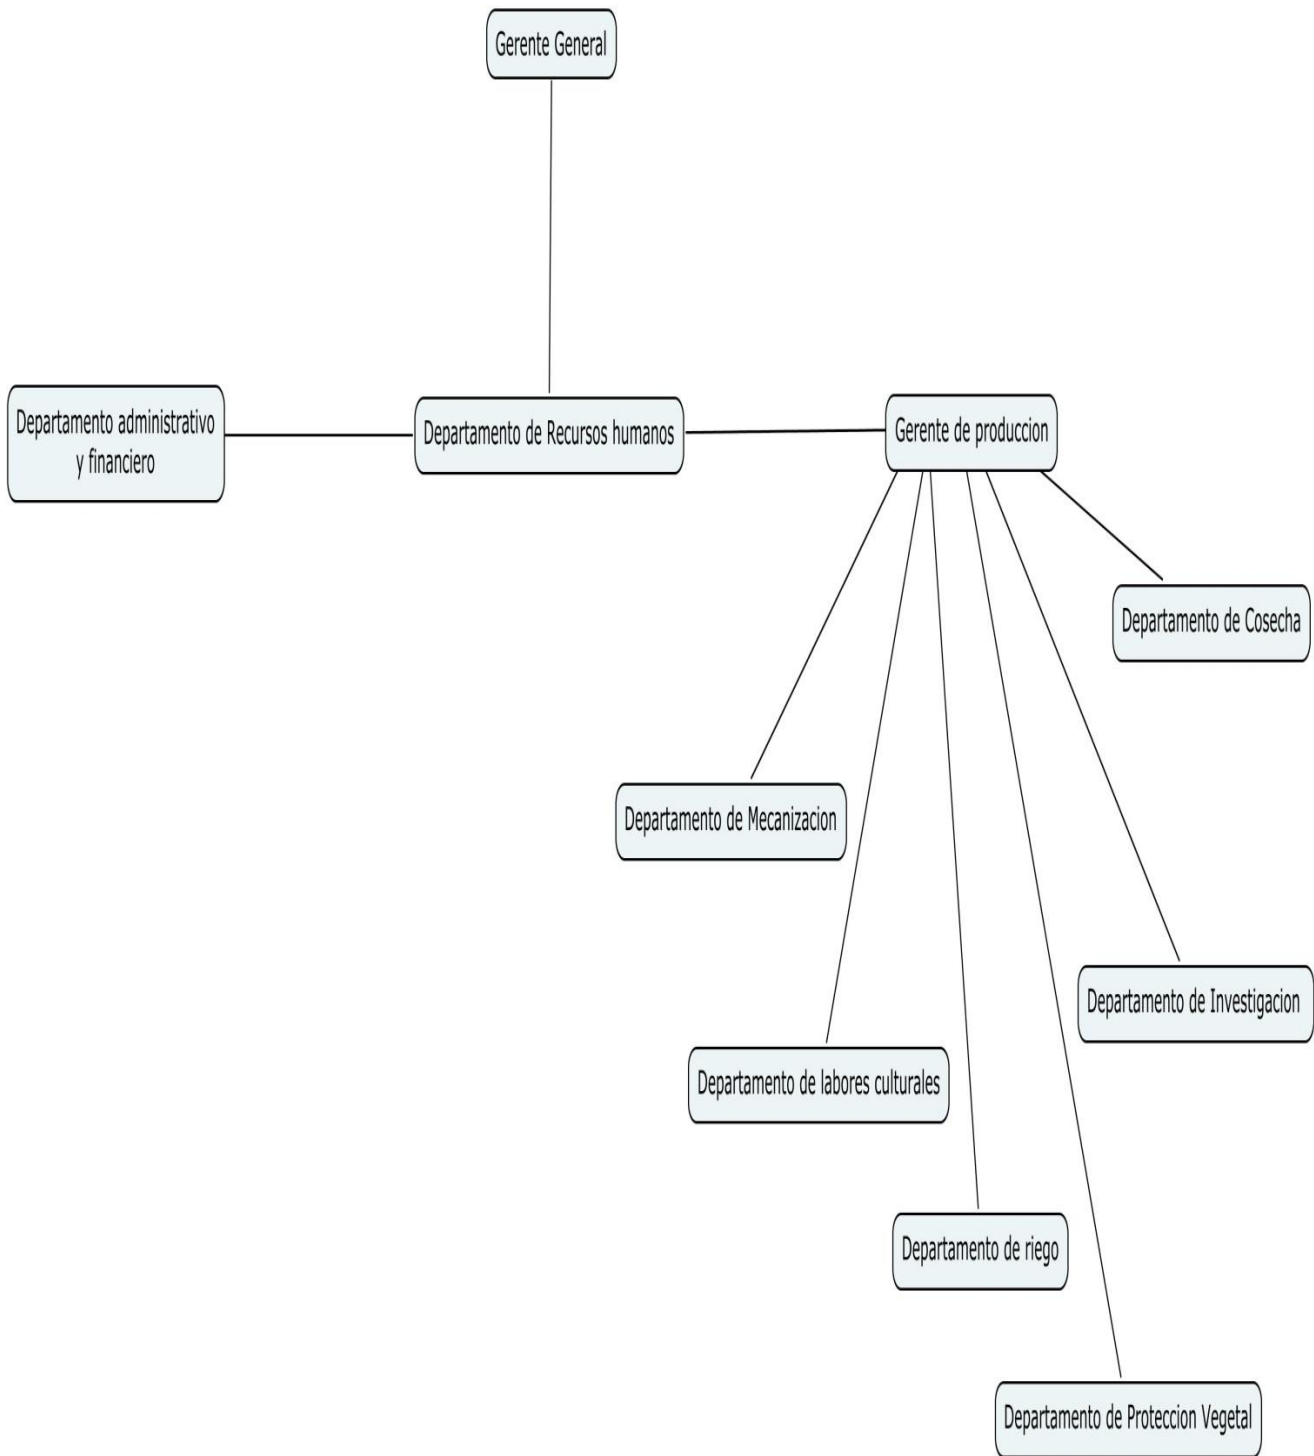 Gerente General
Departamento administrativo
y financiero
Departamento de Recursos humanos
Gerente de produccion
Departamento de Cosecha
Departamento de Mecanizacion
Departamento de Investigacion
Departamento de labores culturales
Departamento de riego
Departamento de Proteccion Vegetal